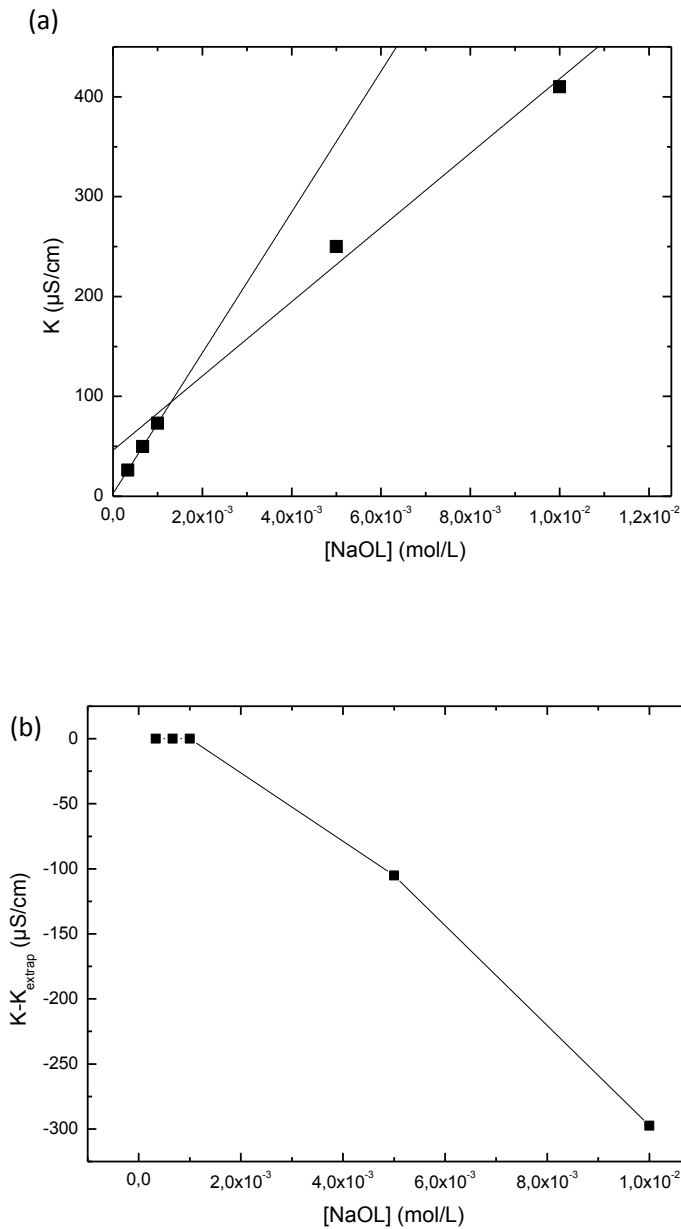 (a)
400
300
200
100
0
K (µS/cm)
0,0
2,0x10⁻³
4,0x10⁻³
6,0x10⁻³
8,0x10⁻³
1,0x10⁻²
1,2x10⁻²
[NaOL] (mol/L)
(b)
0
-50
-100
-150
-200
-250
-300
K-Kextrap (µS/cm)
0,0
2,0x10⁻³
4,0x10⁻³
6,0x10⁻³
8,0x10⁻³
1,0x10⁻²
[NaOL] (mol/L)